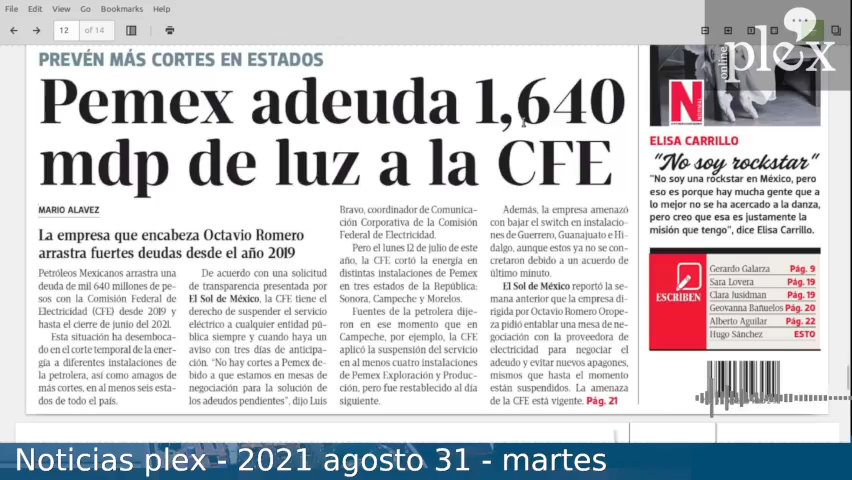 File Edit View Go Bookmarks Help
12 of 14
online plex
PREVÉN MÁS CORTES EN ESTADOS
Pemex adeuda 1,640
mdp de luz a la CFE
MARIO ALAVEZ
La empresa que encabeza Octavio Romero
arrastra fuertes deudas desde el año 2019
Petróleos Mexicanos arrastra una
deuda de mil 640 millones de pe-
sos con la Comisión Federal de
Electricidad (CFE) desde 2019 y
hasta el cierre de junio del 2021.
Esta situación ha desemboca-
do en el corte temporal de la ener-
gía a diferentes instalaciones de
la petrolera, así como amagos de
más cortes, en al menos seis esta-
dos de todo el país.
De acuerdo con una solicitud
de transparencia presentada por
El Sol de México, la CFE tiene el
derecho de suspender el servicio
eléctrico a cualquier entidad pú-
blica siempre y cuando haya un
aviso con tres días de anticipa-
ción. “No hay cortes a Pemex de-
bido a que estamos en mesas de
negociación para la solución de
los adeudos pendientes”, dijo Luis
Bravo, coordinador de Comunica-
ción Corporativa de la Comisión
Federal de Electricidad.
Pero el lunes 12 de julio de este
año, la CFE cortó la energía en
distintas instalaciones de Pemex
en tres estados de la República:
Sonora, Campeche y Morelos.
Fuentes de la petrolera dije-
ron en ese momento que en
Campeche, por ejemplo, la CFE
aplicó la suspensión del servicio
en al menos cuatro instalaciones
de Pemex Exploración y Produc-
ción, pero fue restablecido al día
siguiente.
Además, la empresa amenazó
con bajar el switch en instalacio-
nes de Guerrero, Guanajuato e Hi-
dalgo, aunque estos ya no se con-
cretaron debido a un acuerdo de
último minuto.
El Sol de México reportó la se-
mana anterior que la empresa di-
rigida por Octavio Romero Orope-
za pidió entablar una mesa de ne-
gociación con la proveedora de
electricidad para negociar el
adeudo y evitar nuevos apagones,
mismos que hasta el momento
están suspendidos. La amenaza
de la CFE está vigente. Pág. 21
N
ELISA CARRILLO
“No soy rockstar”
"No soy una rockstar en México, pero
eso es porque hay mucha gente que a
lo mejor no se ha acercado a la danza,
pero creo que esa es justamente la
misión que tengo", dice Elisa Carrillo.
ESCRIBEN
Gerardo Galarza Pág. 9
Sara Lovera Pág. 19
Clara Jusidman Pág. 19
Geovanna Bañuelos Pág. 20
Alberto Aguilar Pág. 22
Hugo Sánchez ESTO
Noticias plex - 2021 agosto 31 - martes